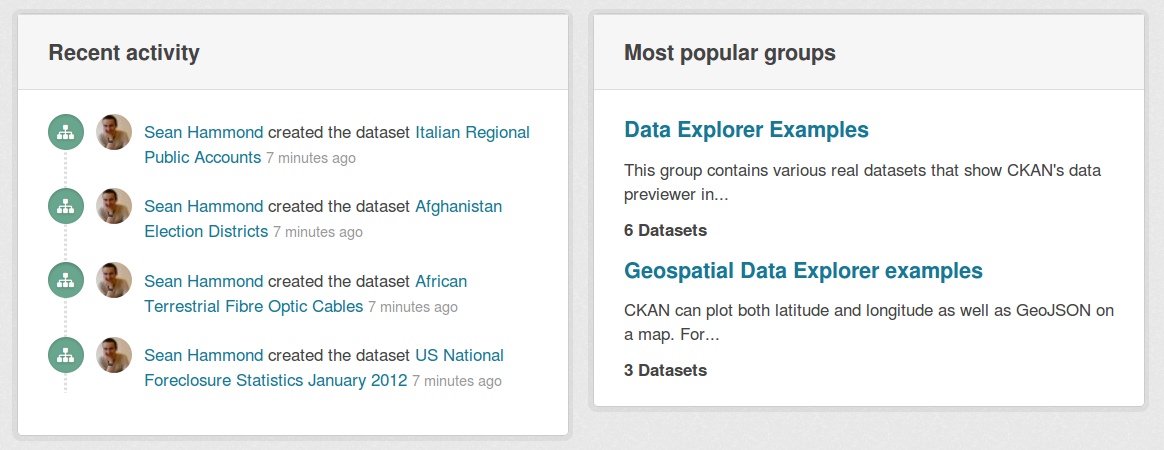 Recent activity
Sean Hammond created the dataset Italian Regional
Public Accounts 7 minutes ago
Sean Hammond created the dataset Afghanistan
Election Districts 7 minutes ago
Sean Hammond created the dataset African
Terrestrial Fibre Optic Cables 7 minutes ago
Sean Hammond created the dataset US National
Foreclosure Statistics January 2012 7 minutes ago
Most popular groups
Data Explorer Examples
This group contains various real datasets that show CKAN's data
previewer in...
6 Datasets
Geospatial Data Explorer examples
CKAN can plot both latitude and longitude as well as GeoJSON on
a map. For...
3 Datasets